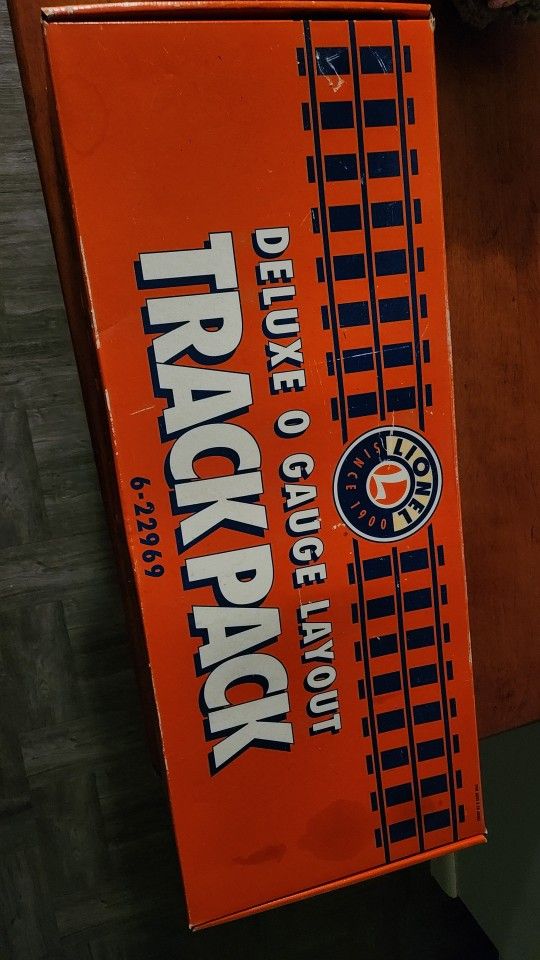 LIONEL
L
SINCE 1900
DELUXE O GAUGE LAYOUT
TRACK PACK
6-22969